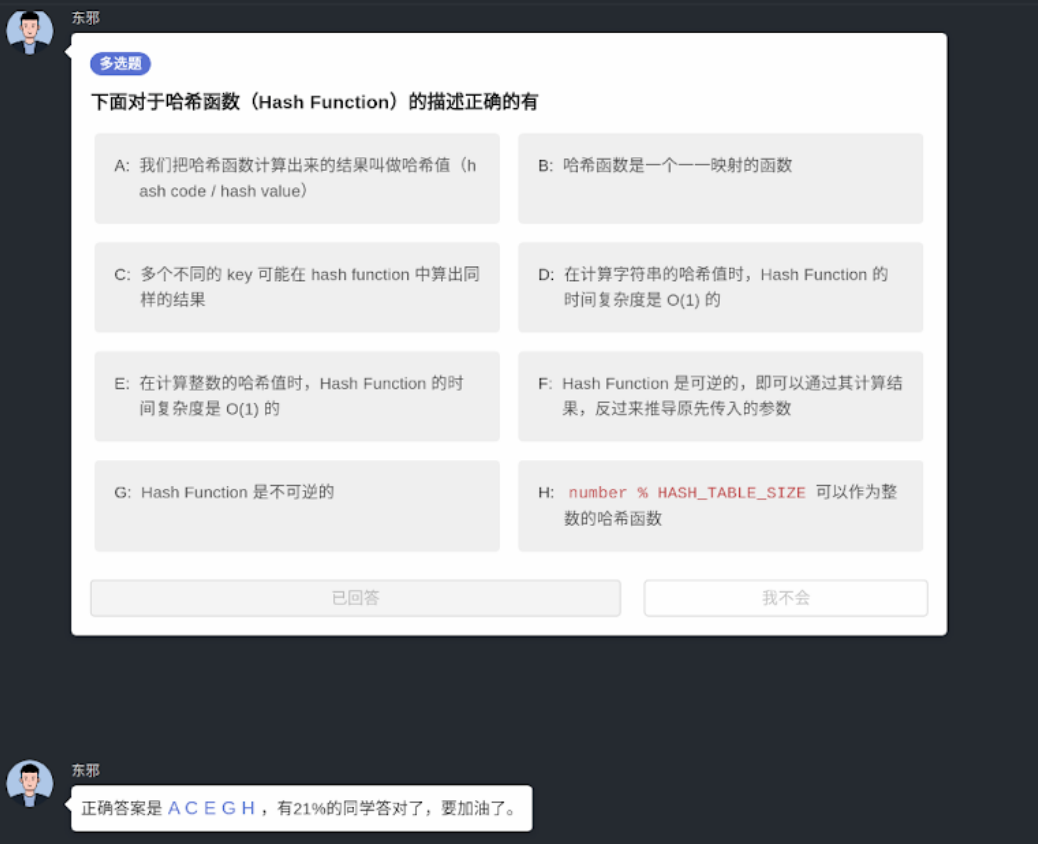 东邪
多选题
下面对于哈希函数（Hash Function）的描述正确的有
A: 我们把哈希函数计算出来的结果叫做哈希值（h
ash code / hash value）
B: 哈希函数是一个一一映射的函数
C: 多个不同的 key 可能在 hash function 中算出同
样的结果
D: 在计算字符串的哈希值时，Hash Function 的
时间复杂度是 O(1) 的
E: 在计算整数的哈希值时，Hash Function 的时
间复杂度是 O(1) 的
F: Hash Function 是可逆的，即可以通过其计算结
果，反过来推导原先传入的参数
G: Hash Function 是不可逆的
H: number % HASH_TABLE_SIZE 可以作为整
数的哈希函数
已回答
我不会
东邪
正确答案是 A C E G H ，有21%的同学答对了，要加油了。